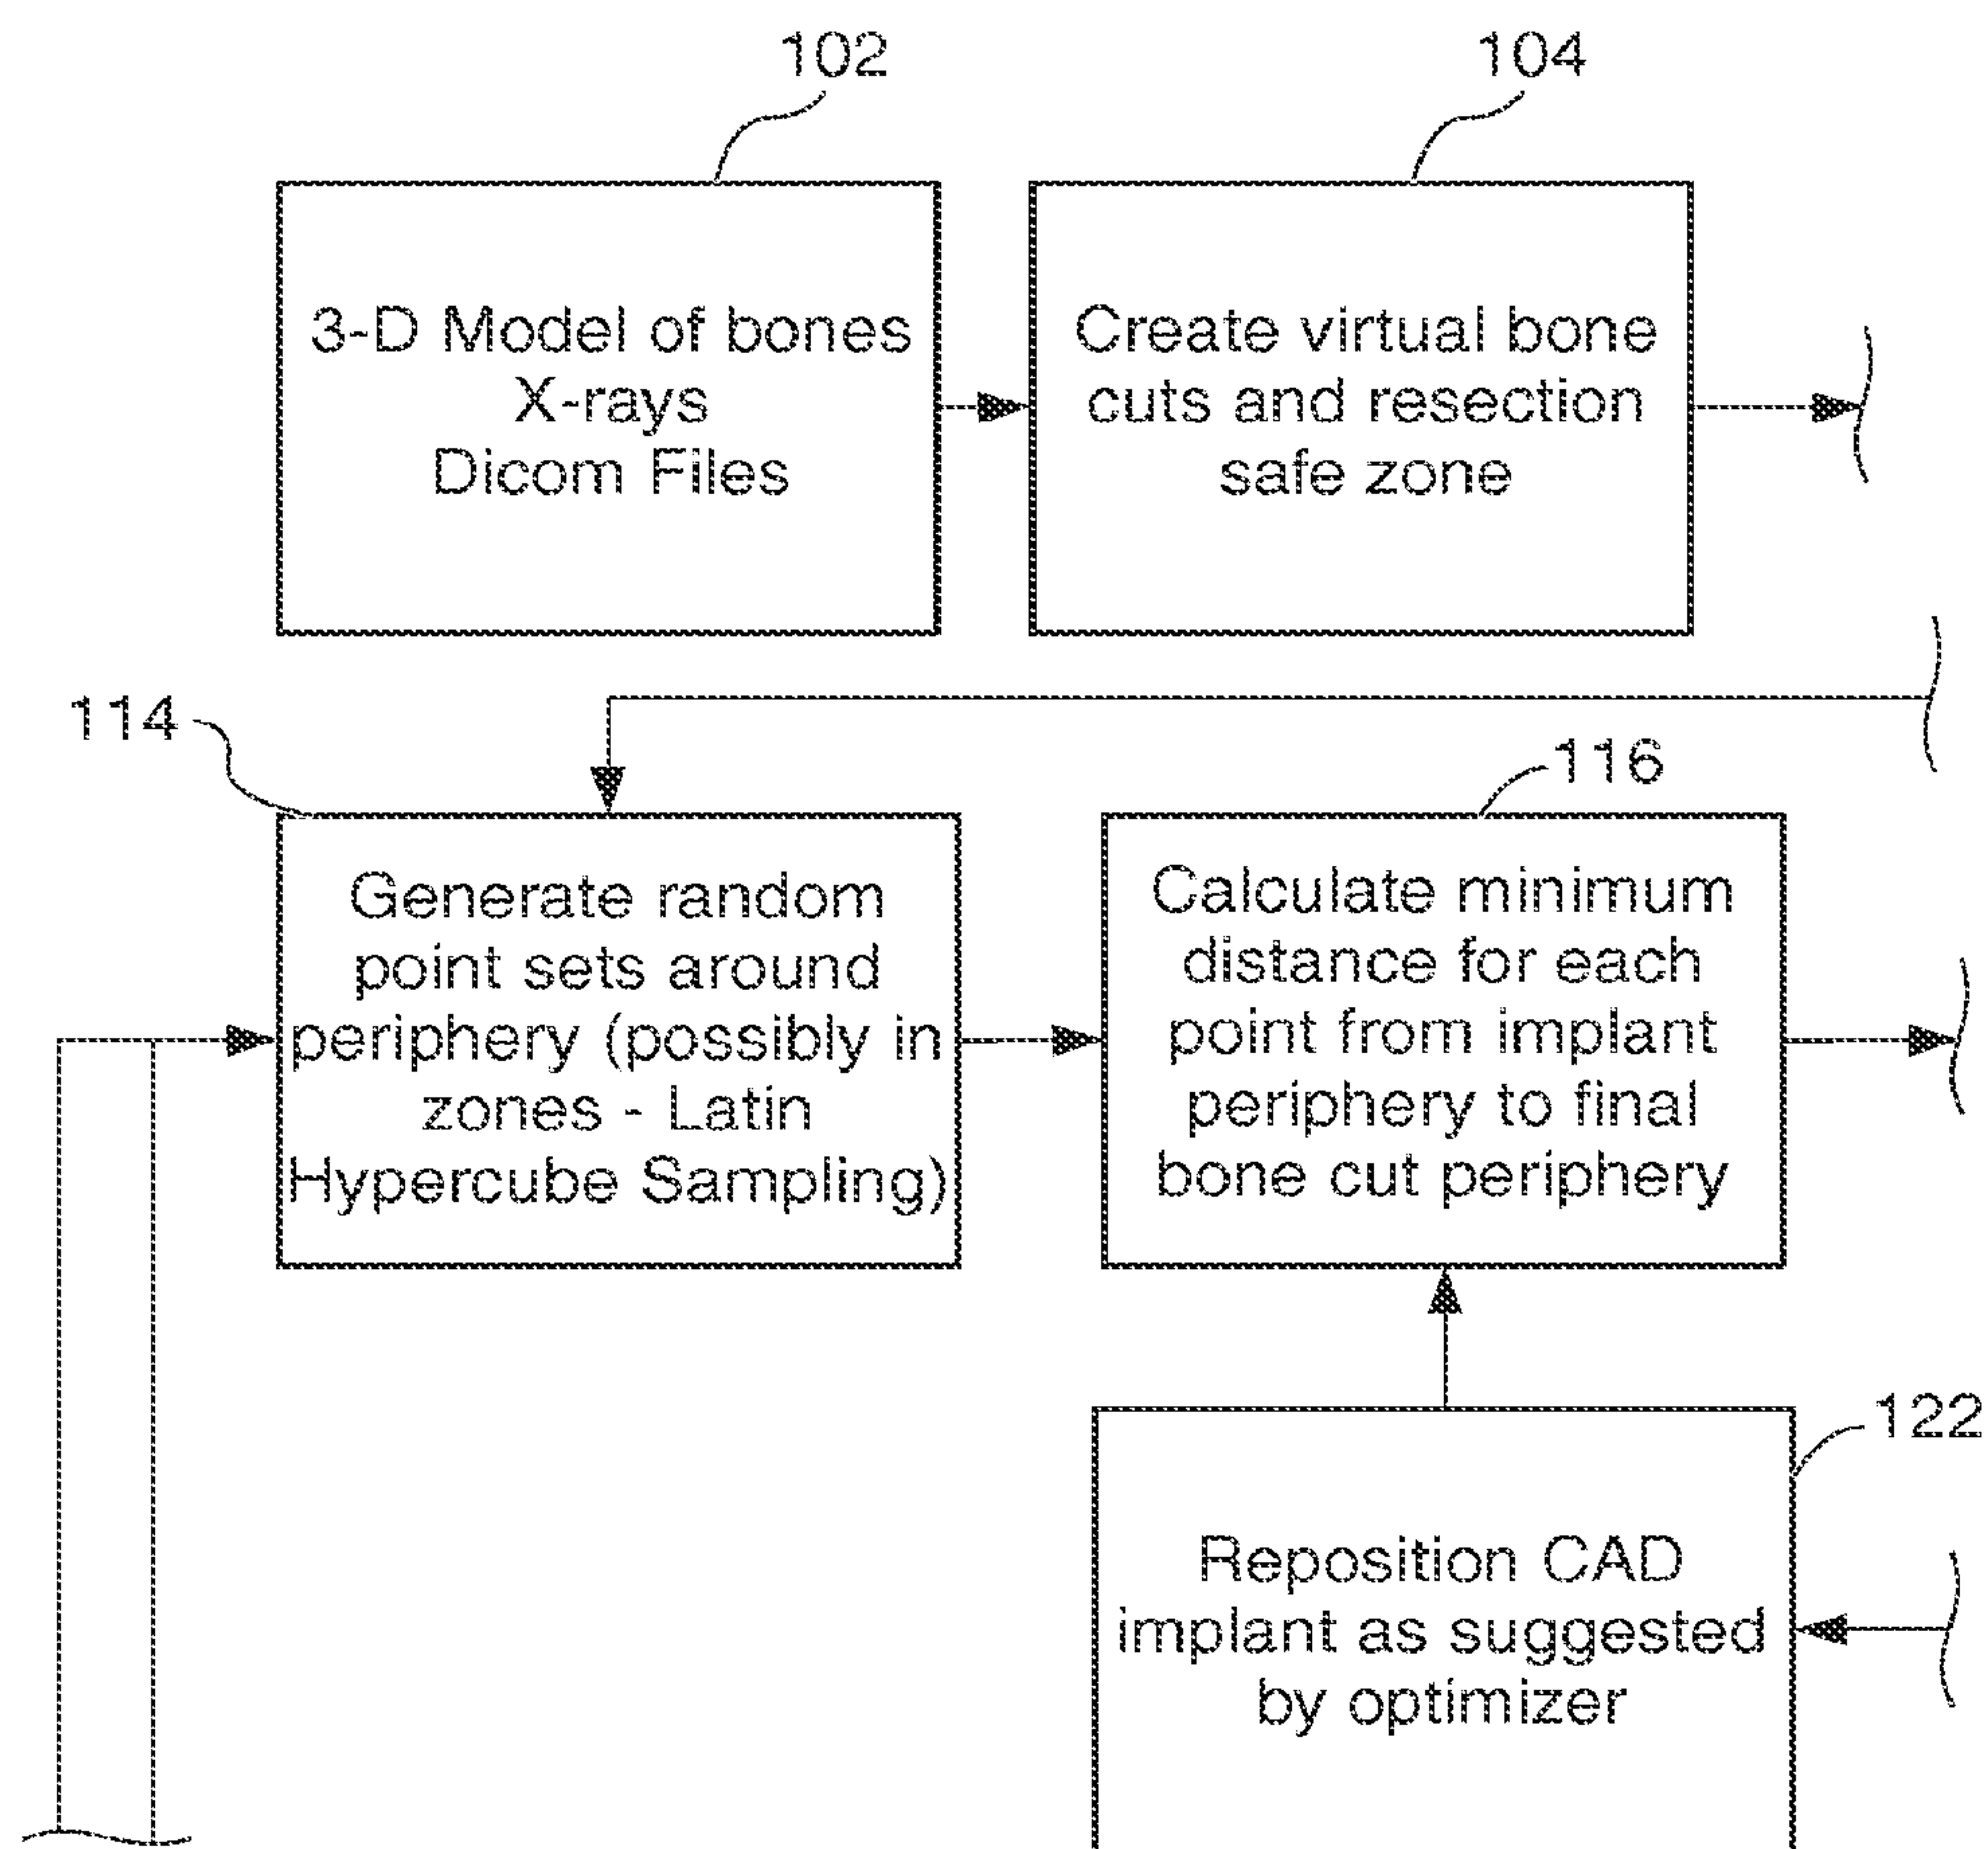 102
104
3-D Model of bones
X-rays
Dicom Files
Create virtual bone
cuts and resection
safe zone
114
116
Generate random
point sets around
periphery (possibly in
zones - Latin
Hypercube Sampling)
Calculate minimum
distance for each
point from implant
periphery to final
bone cut periphery
122
Reposition CAD
implant as suggested
by optimizer